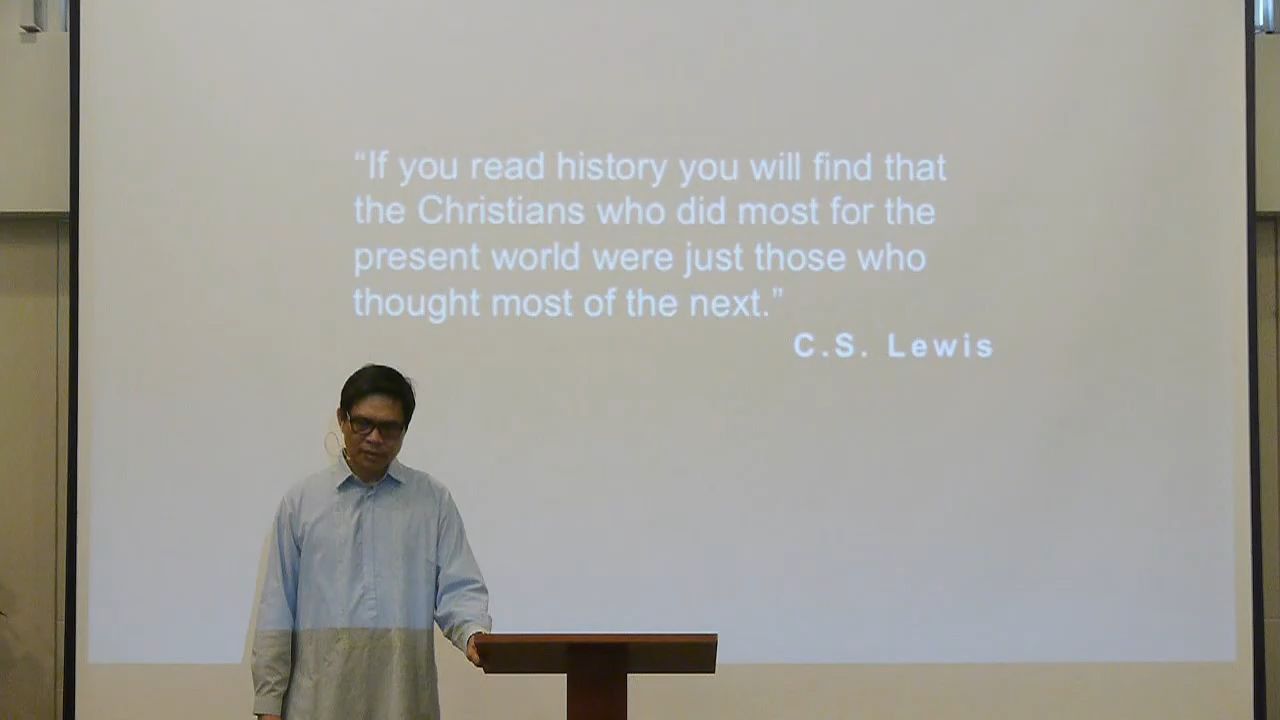 “If you read history you will find that
the Christians who did most for the
present world were just those who
thought most of the next.”
C.S. Lewis